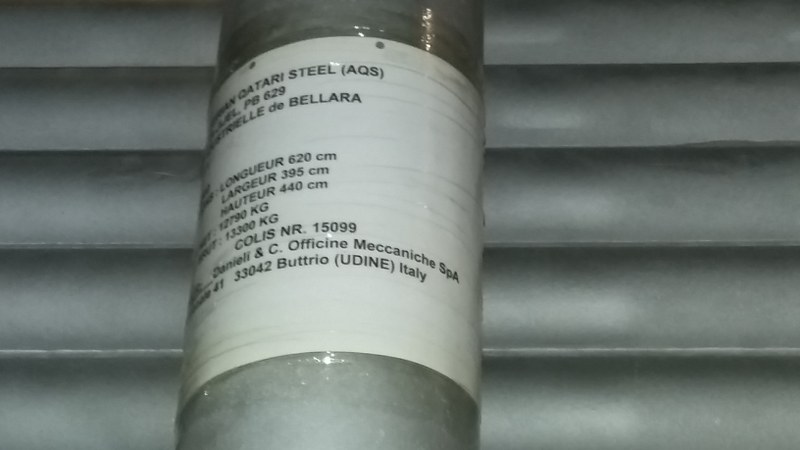 QATARI STEEL (AQS)
PB 629
de BELLARA
: LONGUEUR 620 cm
LARGEUR 395 cm
HAUTEUR 440 cm
: 12790 KG
: 13300 KG
COLIS NR. 15099
Danieli & C. Officine Meccaniche SpA
41 33042 Buttrio (UDINE) Italy